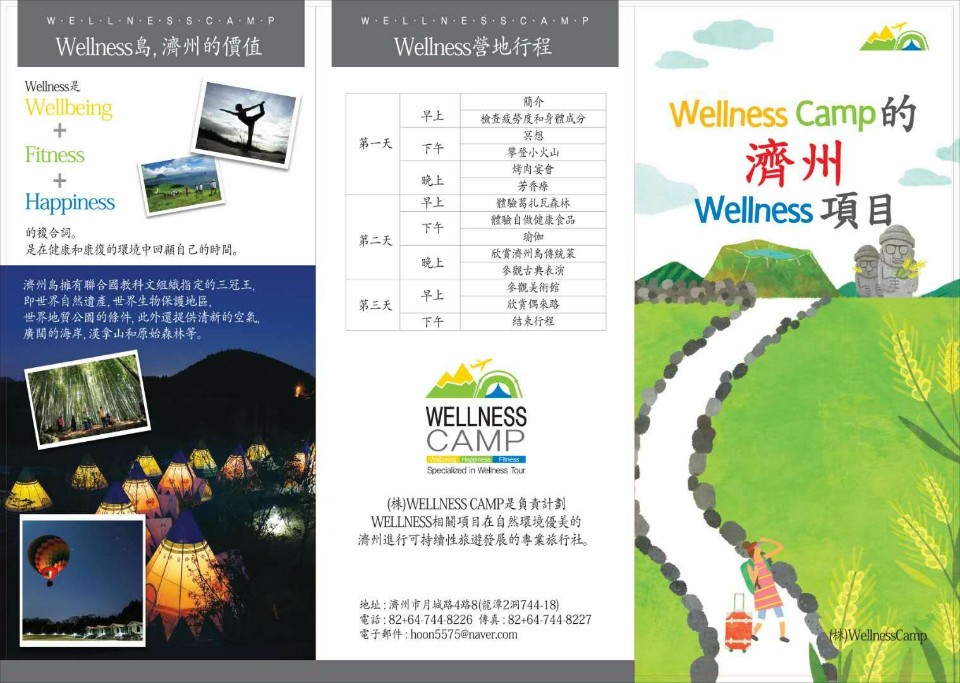 W·E·L·L·N·E·S·S·C·A·M·P
Wellness島, 濟州的價值
Wellness是
Wellbeing
+
Fitness
+
Happiness
的複合詞。
是在健康和康復的環境中回顧自己的時間。
濟州島擁有聯合國教科文組織指定的三冠王,
即世界自然遺產, 世界生物保護地區,
世界地質公園的條件, 此外還提供清新的空氣,
廣闊的海岸, 漢拿山和原始森林等。
W·E·L·L·N·E·S·S·C·A·M·P
Wellness營地行程
第一天 早上 簡介
檢查疲勞度和身體成分
下午 冥想
攀登小火山
晚上 烤肉宴會
芳香療
第二天 早上 體驗葛扎瓦森林
下午 體驗自做健康食品
瑜伽
晚上 欣賞濟島傳統菜
參觀古典表演
第三天 早上 參觀美術館
欣賞偶來路
下午 結束行程
WELLNESS
CAMP
Wellbeing Happiness Fitness
Specialized in Wellness Tour
(株)WELLNESS CAMP是負責計劃
WELLNESS相關項目在自然環境優美的
濟州進行可持續性旅遊發展的專業旅行社。
地址 : 濟州市月城路4路8(龍潭2洞744-18)
電話 : 82+64-744-8226 傳真 : 82+64-744-8227
電子郵件 : hoon5575@naver.com
Wellness Camp的
濟州
Wellness 項目
(株)WellnessCamp